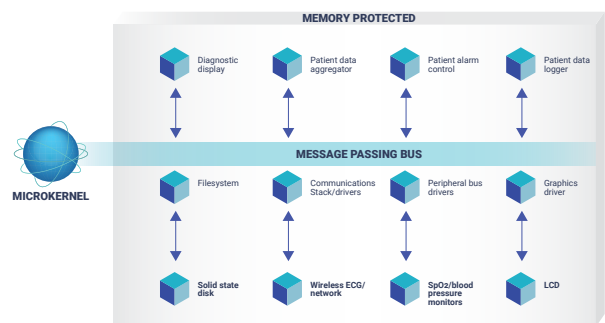 MEMORY PROTECTED
Diagnostic
display
Patient data
aggregator
Patient alarm
control
Patient data
logger
MESSAGE PASSING BUS
MICROKERNEL
Filesystem
Communications
Stack/drivers
Peripheral bus
drivers
Graphics
driver
Solid state
disk
Wireless ECG/
network
SpO2/blood
pressure
monitors
LCD